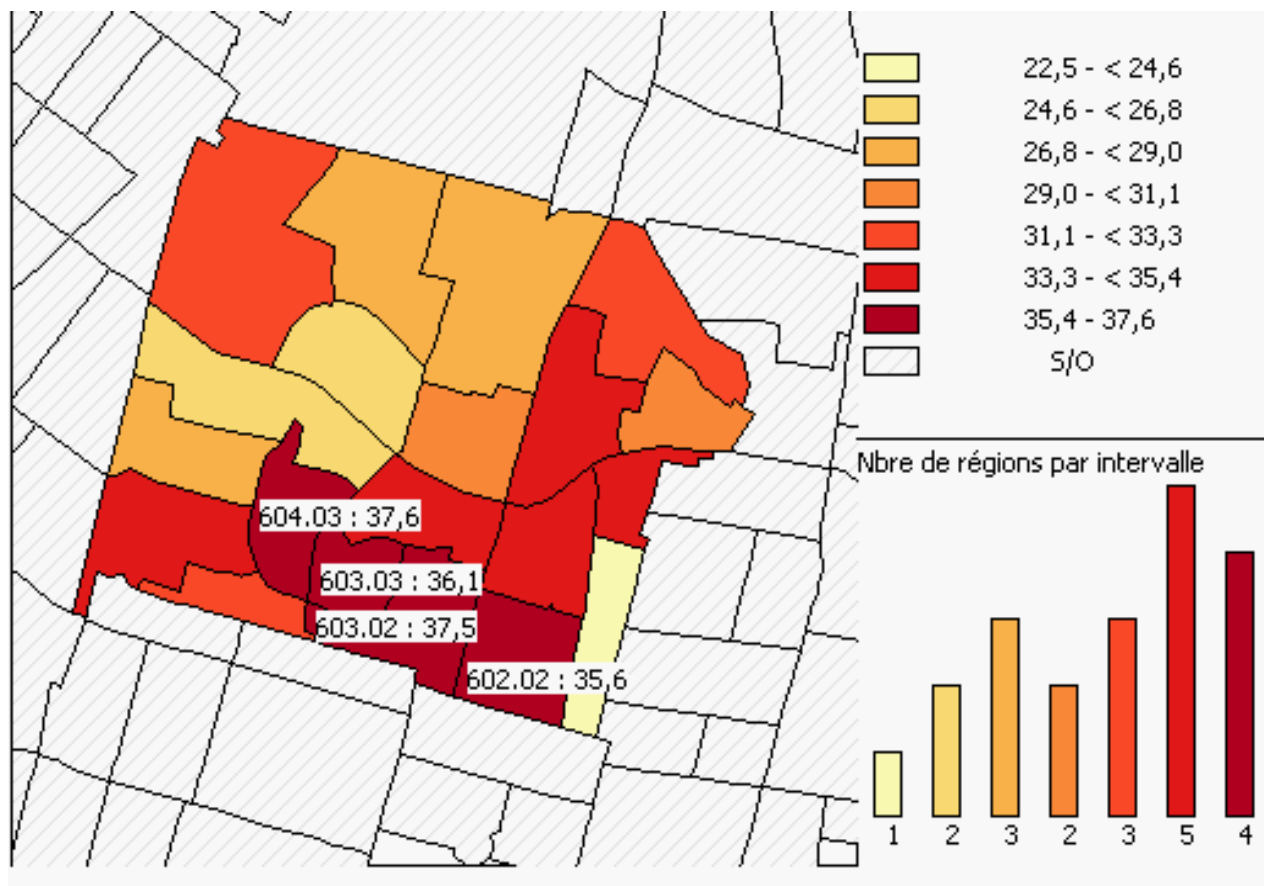 22,5 - < 24,6
24,6 - < 26,8
26,8 - < 29,0
29,0 - < 31,1
31,1 - < 33,3
33,3 - < 35,4
35,4 - 37,6
S/O
Nbre de régions par intervalle
604.03 : 37,6
603.03 : 36,1
603.02 : 37,5
602.02 : 35,6
1 2 3 2 3 5 4